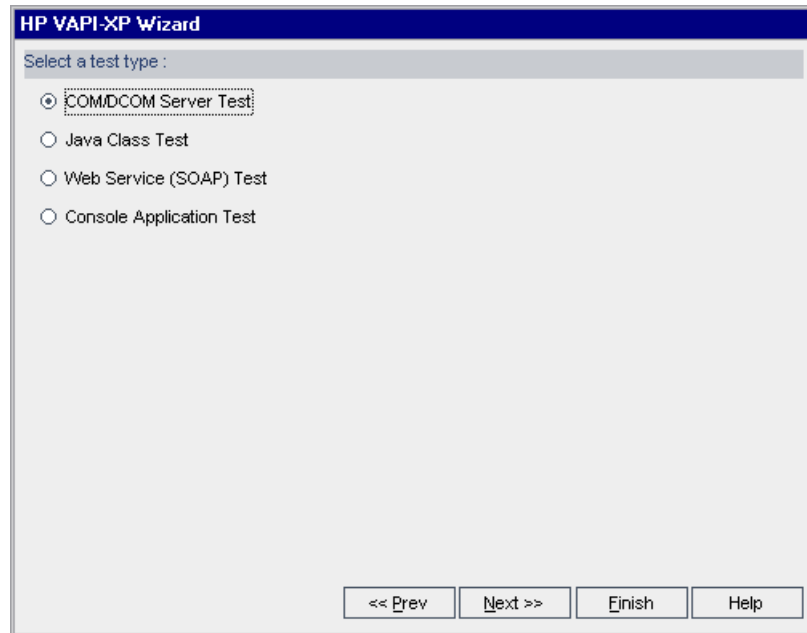 HP VAPI-XP Wizard
Select a test type :
COM/DCOM Server Test
Java Class Test
Web Service (SOAP) Test
Console Application Test
<< Prev Next >> Finish Help